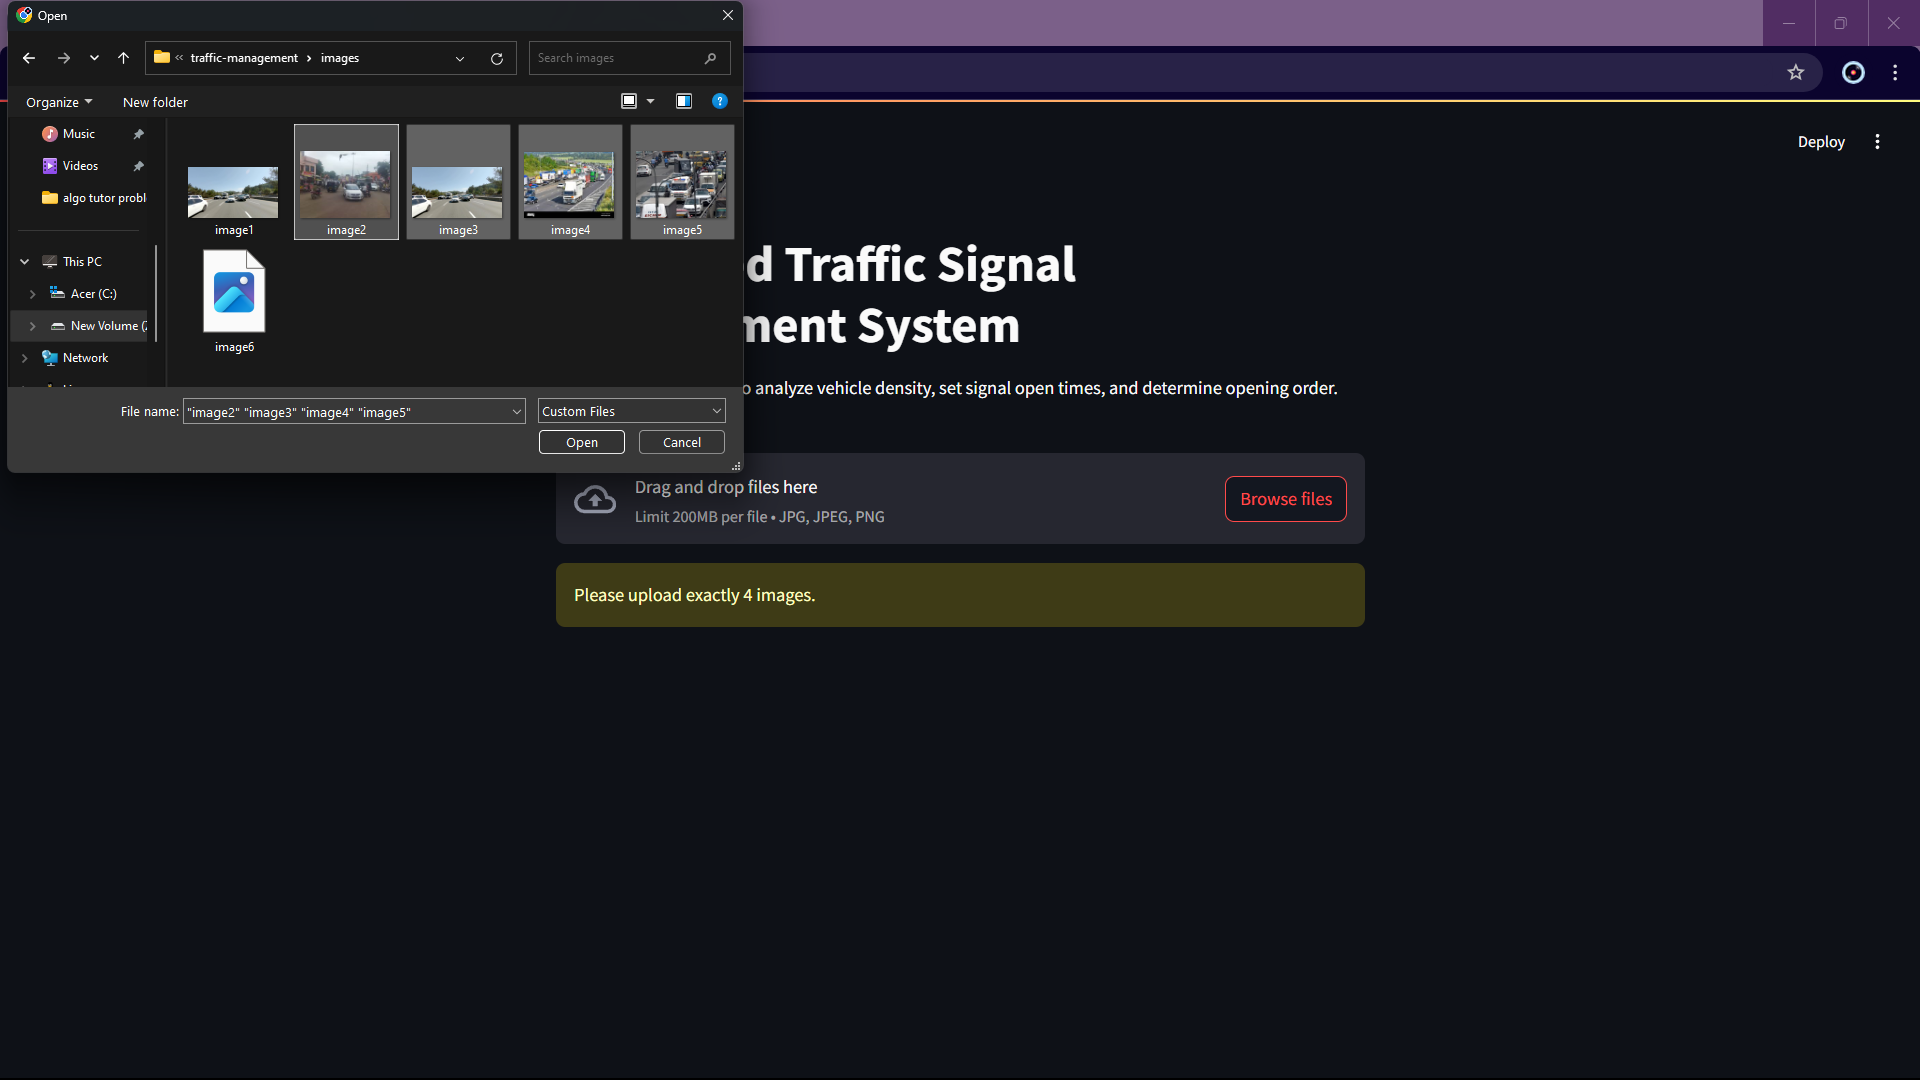 Open
traffic-management
images
Search images
Organize
New folder
Music
Videos
algo tutor probl
This PC
Acer (C:)
New Volume (
Network
image1
image2
image3
image4
image5
image6
File name:
"image2" "image3" "image4" "image5"
Custom Files
Open
Cancel
Deploy
d Traffic Signal
ment System
o analyze vehicle density, set signal open times, and determine opening order.
Drag and drop files here
Limit 200MB per file • JPG, JPEG, PNG
Browse files
Please upload exactly 4 images.